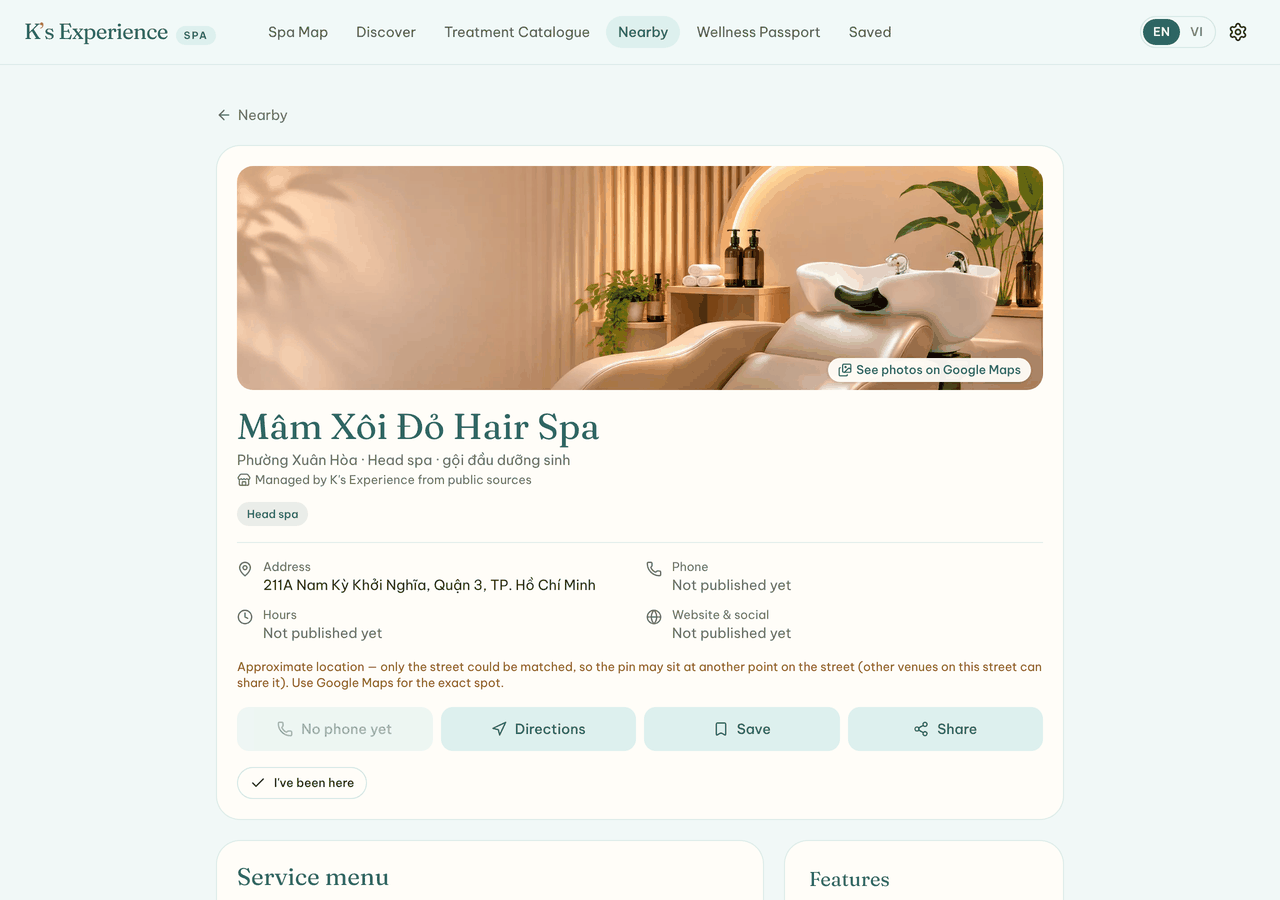 K's Experience SPA
Spa Map
Discover
Treatment Catalogue
Nearby
Wellness Passport
Saved
EN
VI
Nearby
See photos on Google Maps
Mâm Xôi Đỏ Hair Spa
Phường Xuân Hòa · Head spa · gội đầu dưỡng sinh
Managed by K's Experience from public sources
Head spa
Address
211A Nam Kỳ Khởi Nghĩa, Quận 3, TP. Hồ Chí Minh
Phone
Not published yet
Hours
Not published yet
Website & social
Not published yet
Approximate location — only the street could be matched, so the pin may sit at another point on the street (other venues on this street can
share it). Use Google Maps for the exact spot.
No phone yet
Directions
Save
Share
I've been here
Service menu
Features